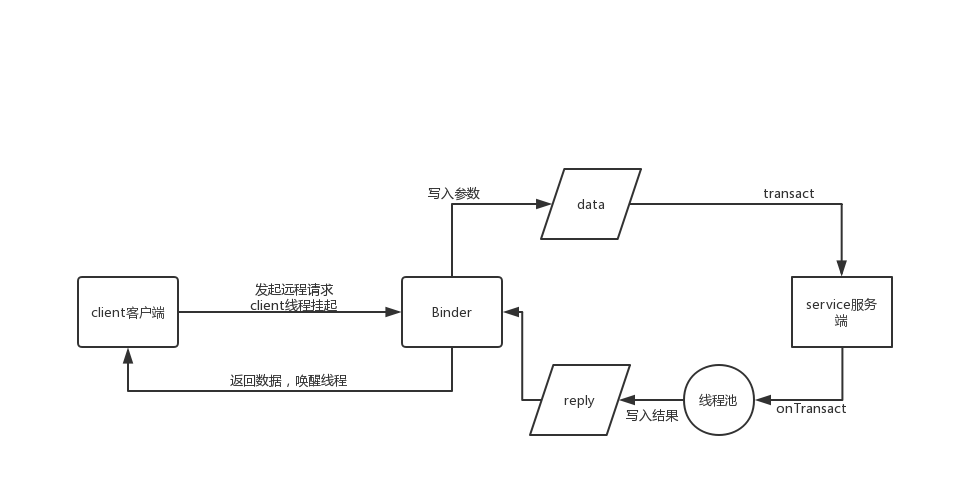 写入参数
data
transact
发起远程请求
client线程挂起
client客户端
Binder
service服务
端
返回数据，唤醒线程
reply
写入结果
线程池
onTransact